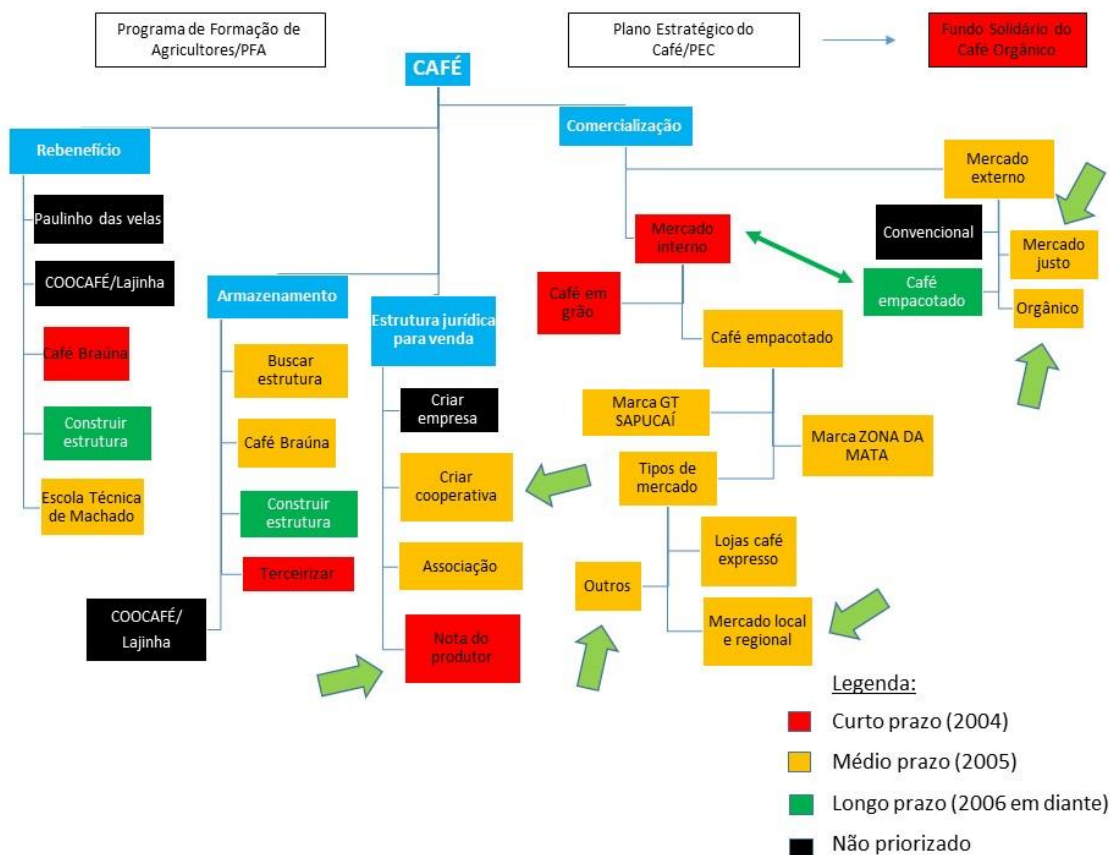 Programa de Formação de
Agricultores/PFA
Plano Estratégico do
Café/PEC
Fundo Solidário do
Café Orgânico
CAFÉ
Rebenefício
Paulinho das velas
COOCAFÉ/Lajinha
Café Braúna
Construir
estrutura
Escola Técnica
de Machado
Armazenamento
Buscar
estrutura
Café Braúna
Construir
estrutura
Terceirizar
COOCAFÉ/
Lajinha
Estrutura jurídica
para venda
Criar
empresa
Criar
cooperativa
Associação
Nota do
produtor
Comercialização
Mercado
interno
Café em
grão
Café empacotado
Marca GT
SAPUCAÍ
Marca ZONA DA
MATA
Tipos de
mercado
Lojas café
expresso
Outros
Mercado local
e regional
Mercado
externo
Convencional
Mercado
justo
Café
empacotado
Orgânico
Legenda:
Curto prazo (2004)
Médio prazo (2005)
Longo prazo (2006 em diante)
Não priorizado